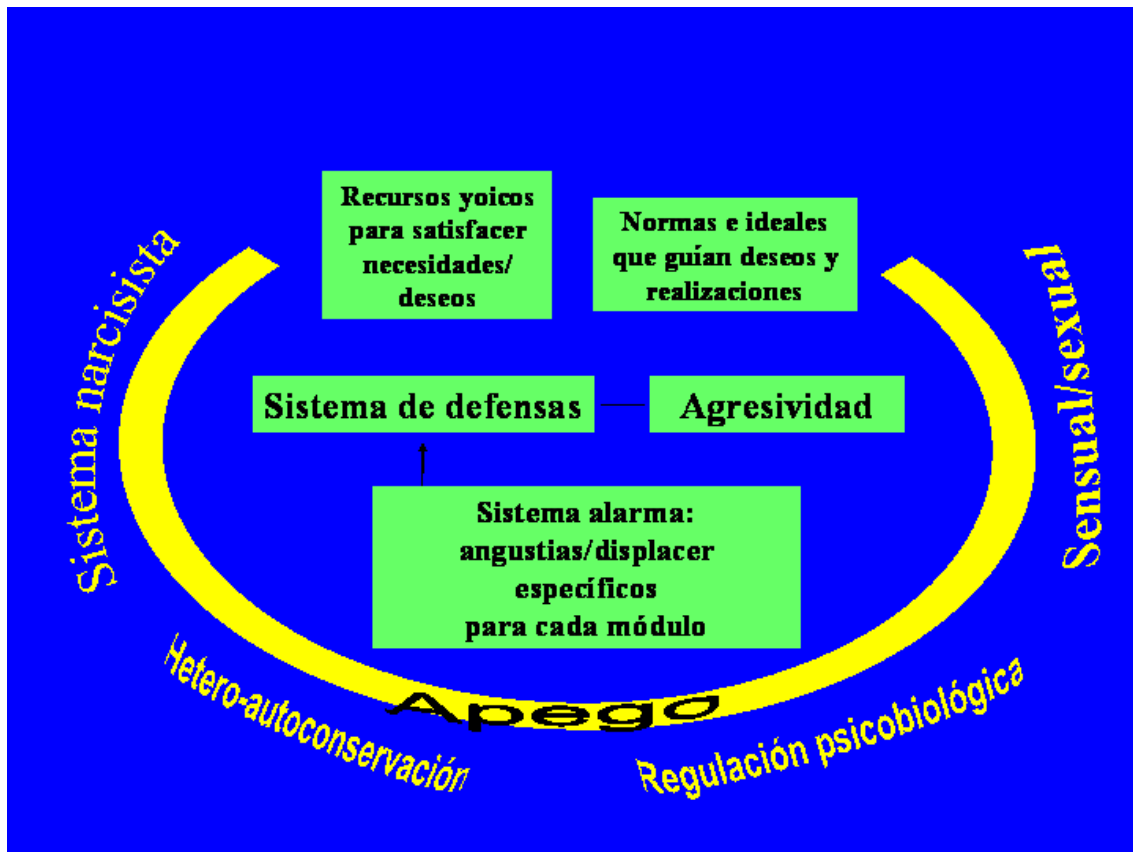 Recursos yoicos
para satisfacer
necesidades/
deseos
Normas e ideales
que guían deseos y
realizaciones
Sistema narcisista
Sensual/sexual
Sistema de defensas
Agresividad
Sistema alarma:
angustias/displacer
específicos
para cada módulo
Hetero-autoconservación
Apego
Regulación psicobiológica